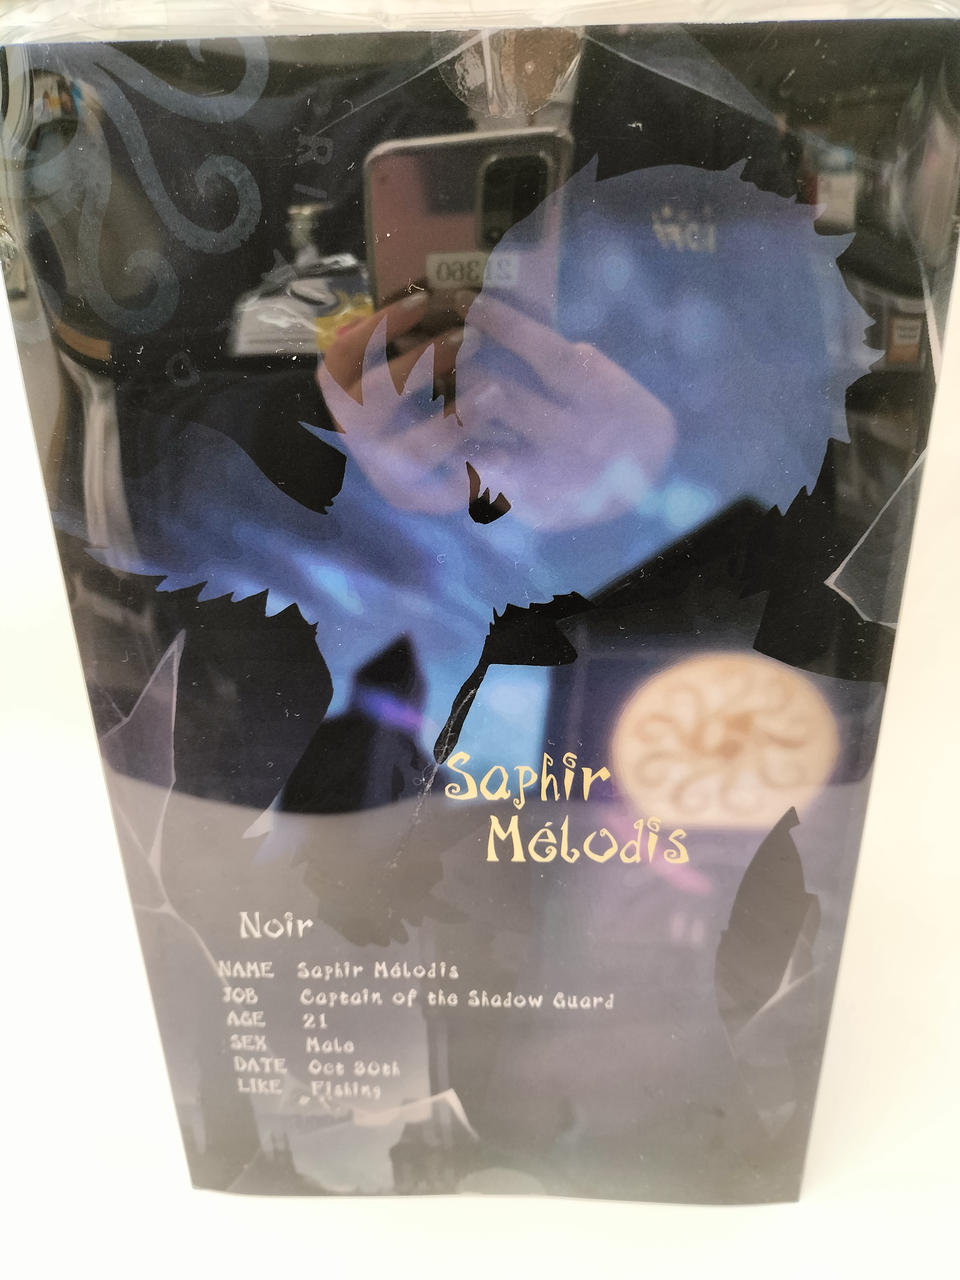 21360
Saphir
Mélodis
Noir
NAME Saphir Mélodis
JOB Captain of the Shadow Guard
AGE 21
SEX Male
DATE Oct 30th
LIKE Fishing